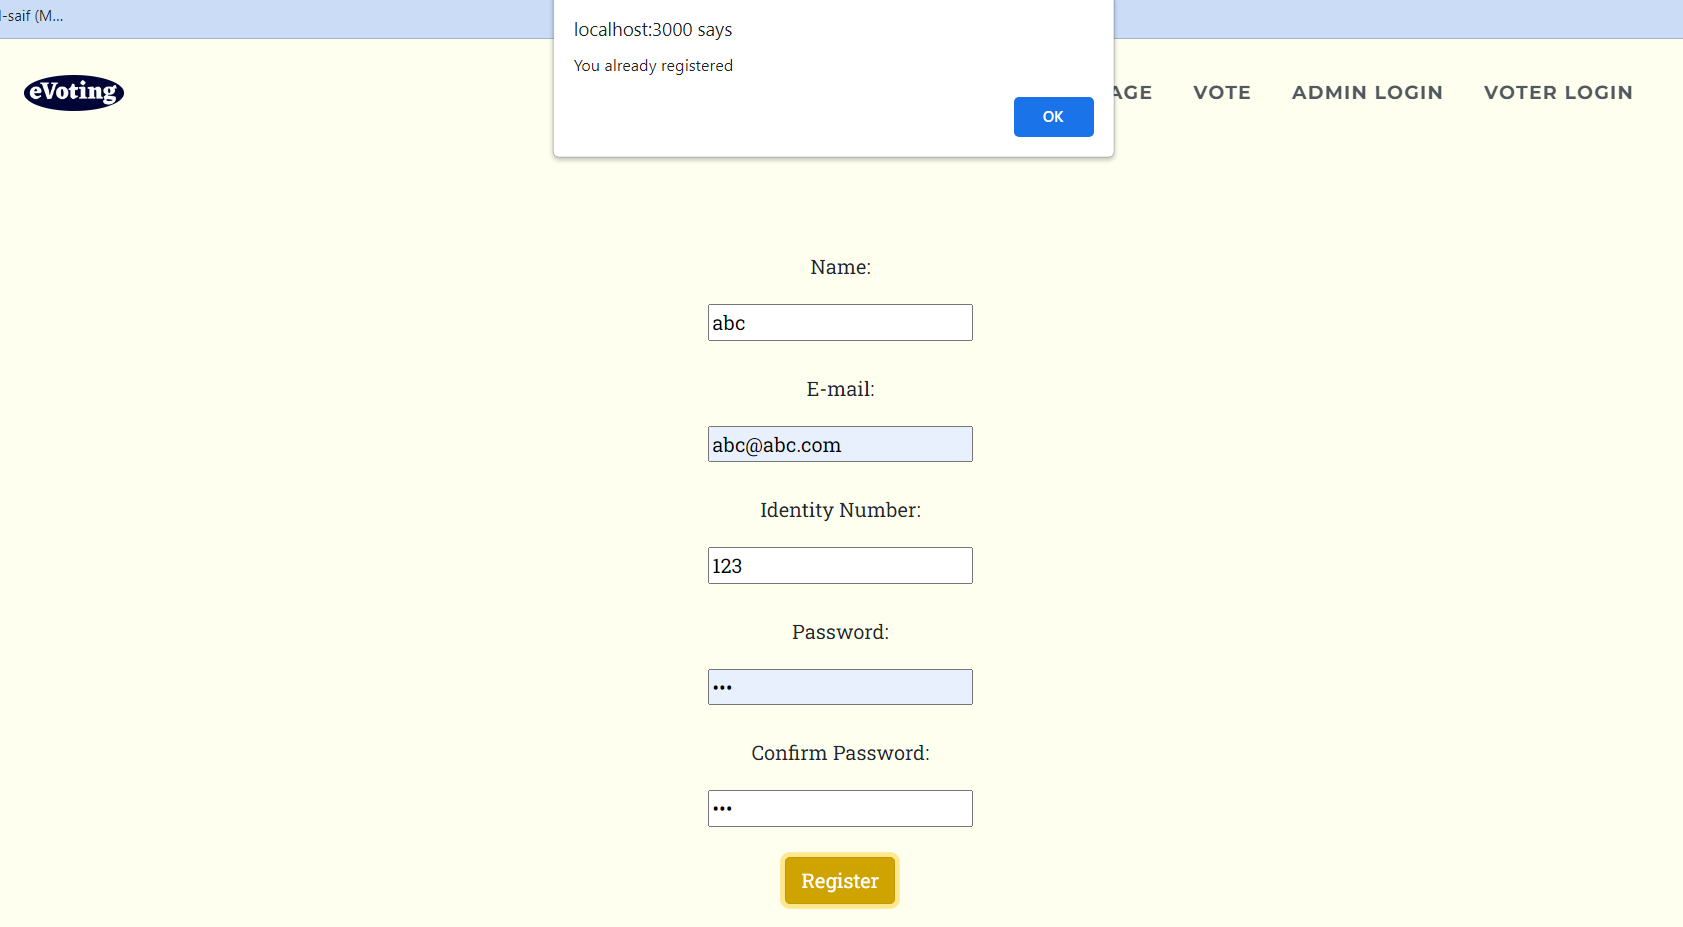 l-saif (M...
localhost:3000 says
You already registered
OK
eVoting
AGE VOTE ADMIN LOGIN VOTER LOGIN
Name:
abc
E-mail:
abc@abc.com
Identity Number:
123
Password:
•••
Confirm Password:
•••
Register